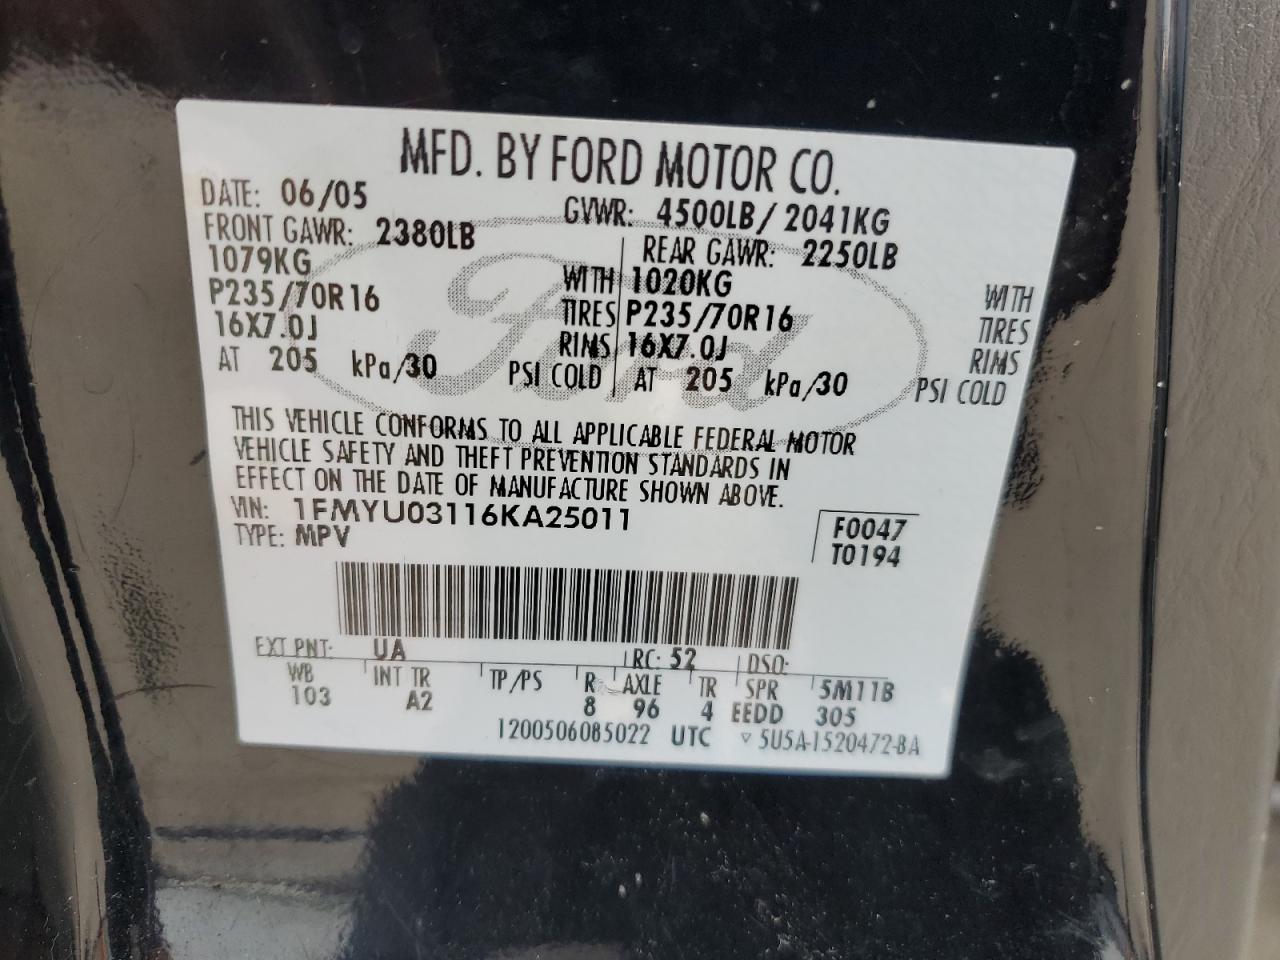 MFD. BY FORD MOTOR CO.
DATE: 06/05 GVWR: 4500LB/ 2041KG
FRONT GAWR: 2380LB REAR GAWR: 2250LB
1079KG WITH 1020KG WITH
P235/70R16 TIRES P235/70R16 TIRES
16X7.0J RIMS 16X7.0J RIMS
AT 205 kPa/30 PSI COLD AT 205 kPa/30 PSI COLD
Ford
THIS VEHICLE CONFORMS TO ALL APPLICABLE FEDERAL MOTOR
VEHICLE SAFETY AND THEFT PREVENTION STANDARDS IN
EFFECT ON THE DATE OF MANUFACTURE SHOWN ABOVE.
VIN: 1FMYU03116KA25011
TYPE: MPV
F0047
T0194
EXT PNT: UA RC: 52 DSO:
WB INT TR TP/PS R AXLE TR SPR 5M11B
103 A2 8 96 4 EEDD 305
1200506085022 UTC ▿ 5U5A-1520472-BA